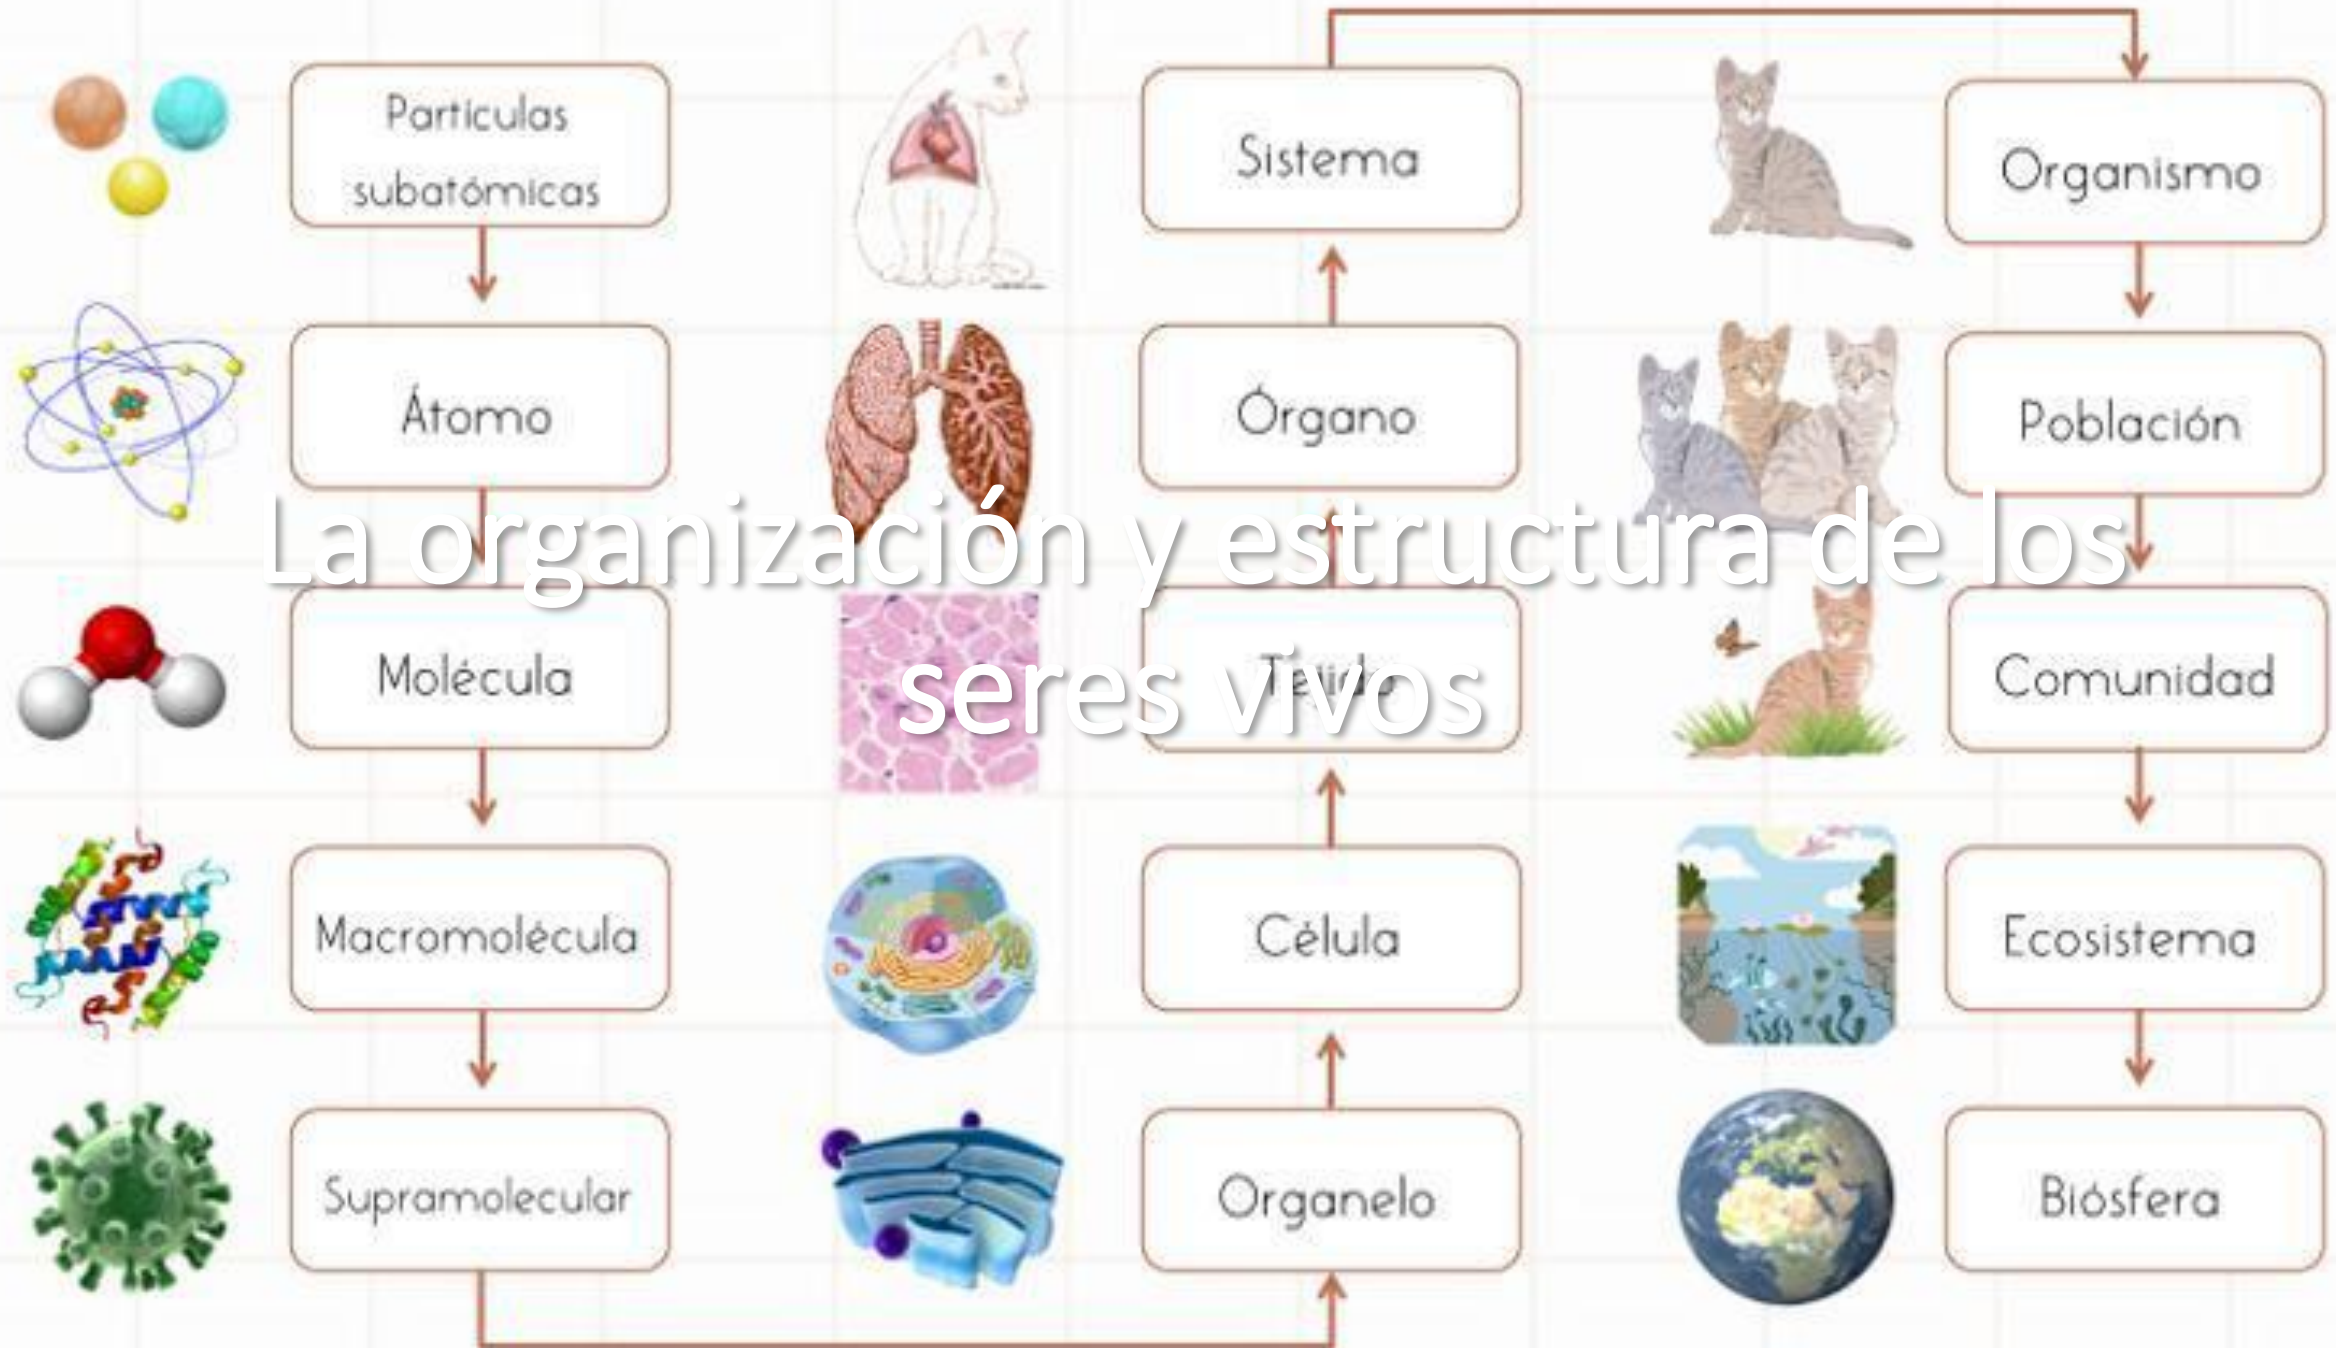 Partículas
subatómicas
Átomo
Molécula
Macromolécula
Supramolecular
Sistema
Órgano
Tejido
Célula
Organelo
Organismo
Población
Comunidad
Ecosistema
Biósfera
La organización y estructura de los
seres vivos